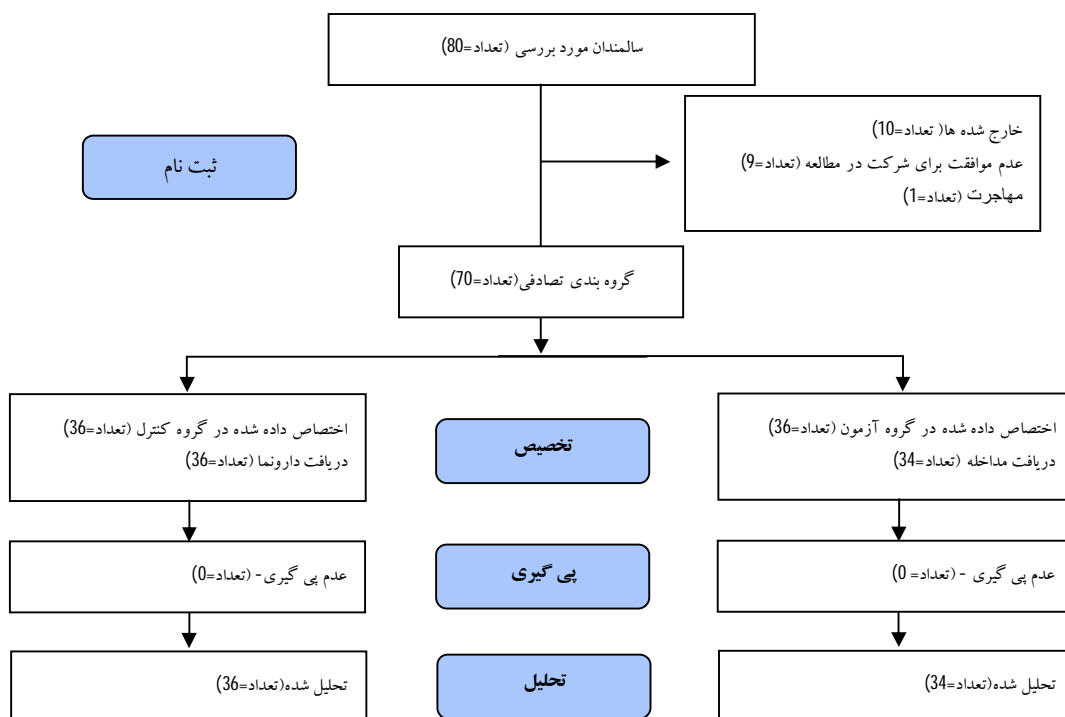 سالمندان مورد بررسی (تعداد=80)
خارج شده ها( تعداد=10)
عدم موافقت برای شرکت در مطالعه (تعداد=9)
مهاجرت (تعداد=1)
ثبت نام
گروه بندی تصادفی(تعداد=70)
اختصاص داده شده در گروه آزمون (تعداد=36)
دریافت مداخله (تعداد=34)
تخصیص
اختصاص داده شده در گروه کنترل (تعداد=36)
دریافت دارونما (تعداد=36)
عدم پی گیری - (تعداد= 0)
پی گیری
عدم پی گیری- (تعداد=0)
تحلیل شده(تعداد=34)
تحلیل
تحلیل شده(تعداد=36)